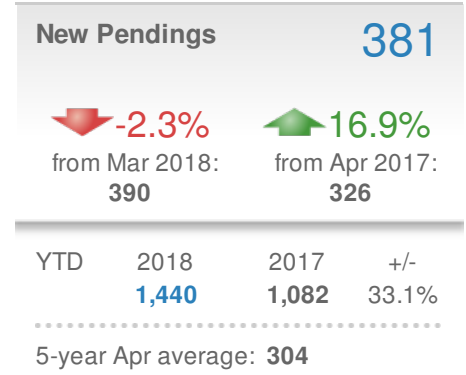 New Pendings 381
-2.3% 16.9%
from Mar 2018: from Apr 2017:
390 326
YTD 2018 2017 +/-
1,440 1,082 33.1%
5-year Apr average: 304